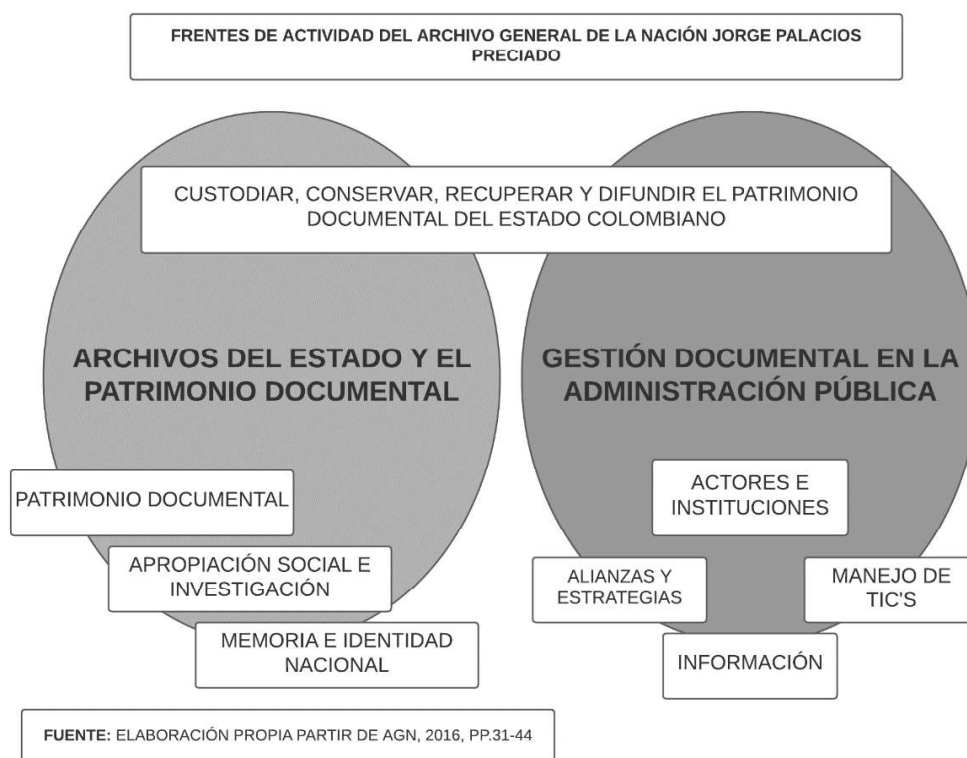 FRENTES DE ACTIVIDAD DEL ARCHIVO GENERAL DE LA NACIÓN JORGE PALACIOS
PRECIADO
CUSTODIAR, CONSERVAR, RECUPERAR Y DIFUNDIR EL PATRIMONIO
DOCUMENTAL DEL ESTADO COLOMBIANO
ARCHIVOS DEL ESTADO Y EL
PATRIMONIO DOCUMENTAL
PATRIMONIO DOCUMENTAL
APROPIACIÓN SOCIAL E
INVESTIGACIÓN
MEMORIA E IDENTIDAD
NACIONAL
GESTIÓN DOCUMENTAL EN LA
ADMINISTRACIÓN PÚBLICA
ACTORES E
INSTITUCIONES
ALIANZAS Y
ESTRATEGIAS
MANEJO DE
TIC'S
INFORMACIÓN
FUENTE: ELABORACIÓN PROPIA PARTIR DE AGN, 2016, PP.31-44